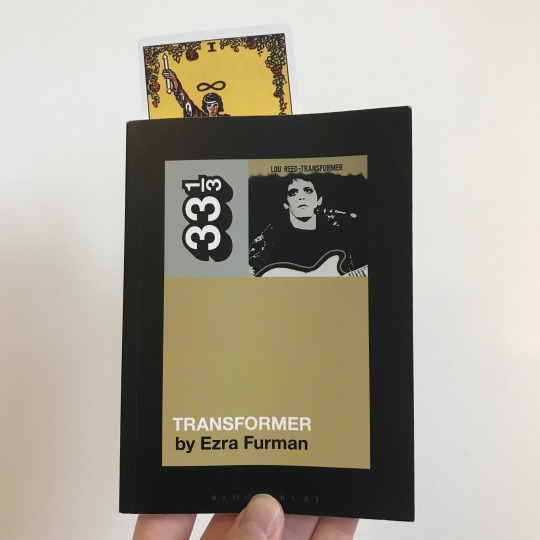 I
33 1/3
LOU REED–TRANSFORMER
TRANSFORMER
by Ezra Furman
BLOOMSBURY